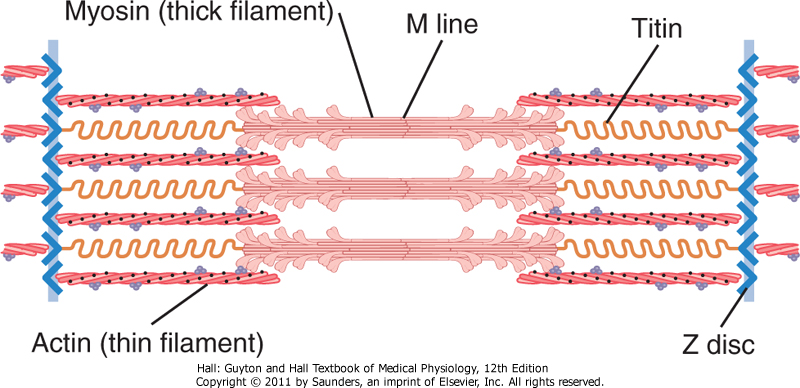 Myosin (thick filament)
M line
Titin
Actin (thin filament)
Z disc
Hall: Guyton and Hall Textbook of Medical Physiology, 12th Edition
Copyright © 2011 by Saunders, an imprint of Elsevier, Inc. All rights reserved.